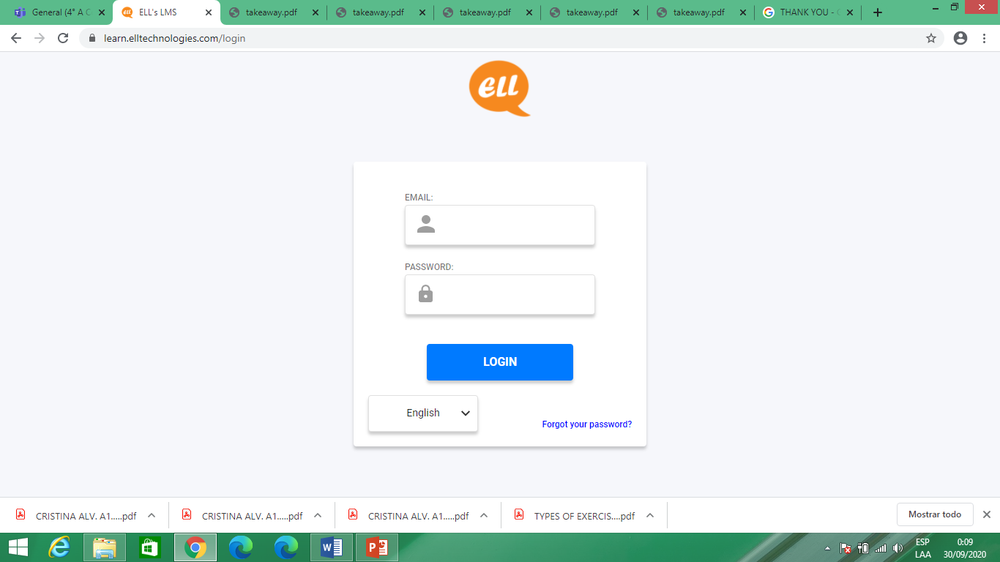 General (4° A C
ELL's LMS
takeaway.pdf
takeaway.pdf
takeaway.pdf
takeaway.pdf
takeaway.pdf
THANK YOU -
learn.elltechnologies.com/login
ell
EMAIL:
PASSWORD:
LOGIN
English
Forgot your password?
CRISTINA ALV. A1.....pdf
CRISTINA ALV. A1.....pdf
CRISTINA ALV. A1.....pdf
TYPES OF EXERCIS....pdf
Mostrar todo
ESP
LAA
0:09
30/09/2020